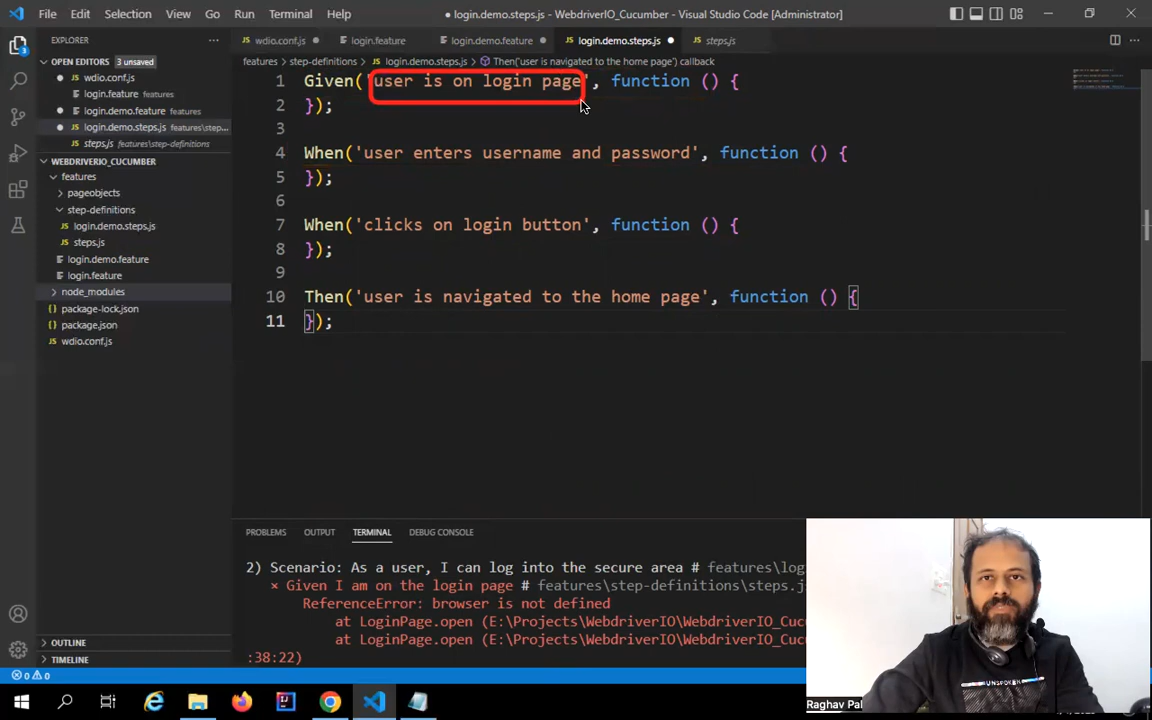 File Edit Selection View Go Run Terminal Help
● login.demo.steps.js - WebdriverIO_Cucumber - Visual Studio Code [Administrator]
EXPLORER
OPEN EDITORS 3 unsaved
wdio.conf.js
login.feature features
login.demo.feature features
login.demo.steps.js features\step...
steps.js features\step-definitions
WEBDRIVERIO_CUCUMBER
features
pageobjects
step-definitions
login.demo.steps.js
steps.js
login.demo.feature
login.feature
node_modules
package-lock.json
package.json
wdio.conf.js
OUTLINE
TIMELINE
wdio.conf.js login.feature login.demo.feature login.demo.steps.js steps.js
features > step-definitions > login.demo.steps.js > Then('user is navigated to the home page') callback
1 Given('user is on login page', function () {
2 });
3
4 When('user enters username and password', function () {
5 });
6
7 When('clicks on login button', function () {
8 });
9
10 Then('user is navigated to the home page', function () {
11 });
PROBLEMS OUTPUT TERMINAL DEBUG CONSOLE
2) Scenario: As a user, I can log into the secure area # features\log
× Given I am on the login page # features\step-definitions\steps.js
ReferenceError: browser is not defined
at LoginPage.open (E:\Projects\WebdriverIO\WebdriverIO_Cucu
at LoginPage.open (E:\Projects\WebdriverIO\WebdriverIO_Cucu
:38:22)
0 0
UNSPOKEN
Raghav Pal